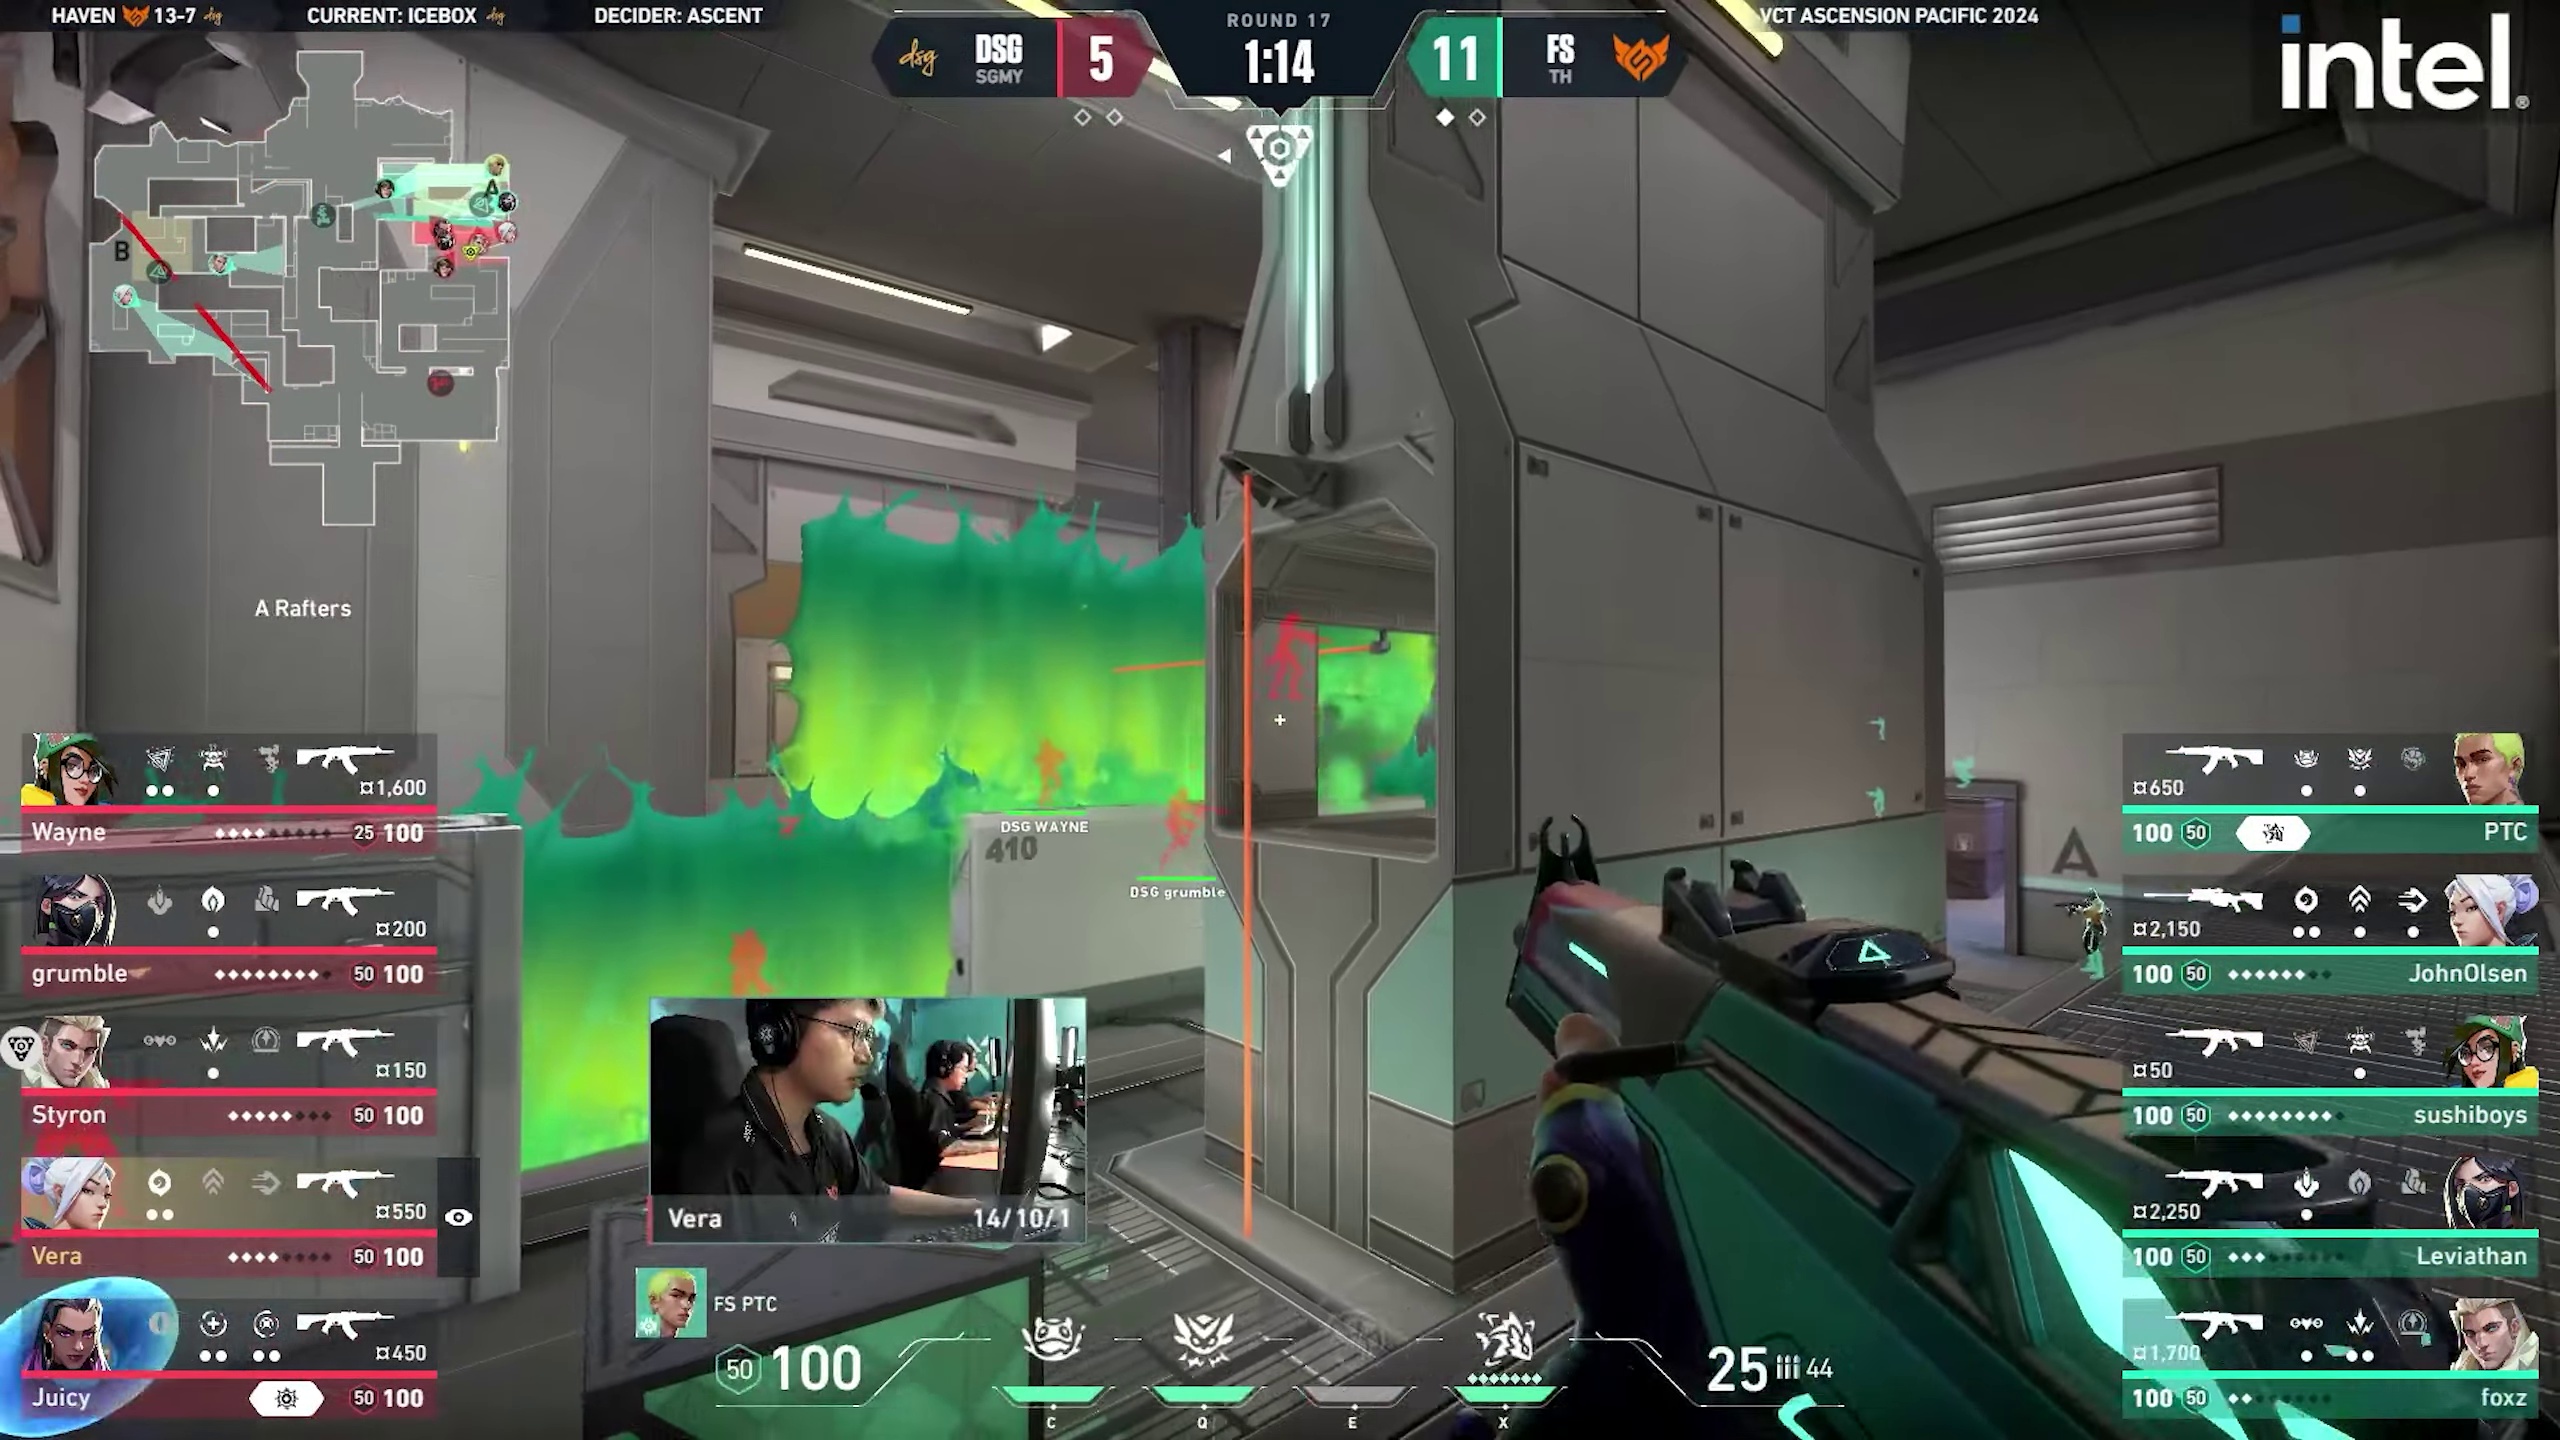 HAVEN 13-7 dsg
CURRENT: ICEBOX dsg
DECIDER: ASCENT
VCT ASCENSION PACIFIC 2024
intel®
dsg DSG SGMY 5
ROUND 17
1:14
11 FS TH
A
B
A Rafters
DSG WAYNE
410
DSG grumble
A
1,600
Wayne 25 100
200
grumble 50 100
150
Styron 50 100
550
Vera 50 100
450
Juicy 50 100
650
100 50 PTC
2,150
100 50 JohnOlsen
50
100 50 sushiboys
2,250
100 50 Leviathan
1,700
100 50 foxz
Vera 14/10/1
FS PTC
50 100
25 44
C Q E X